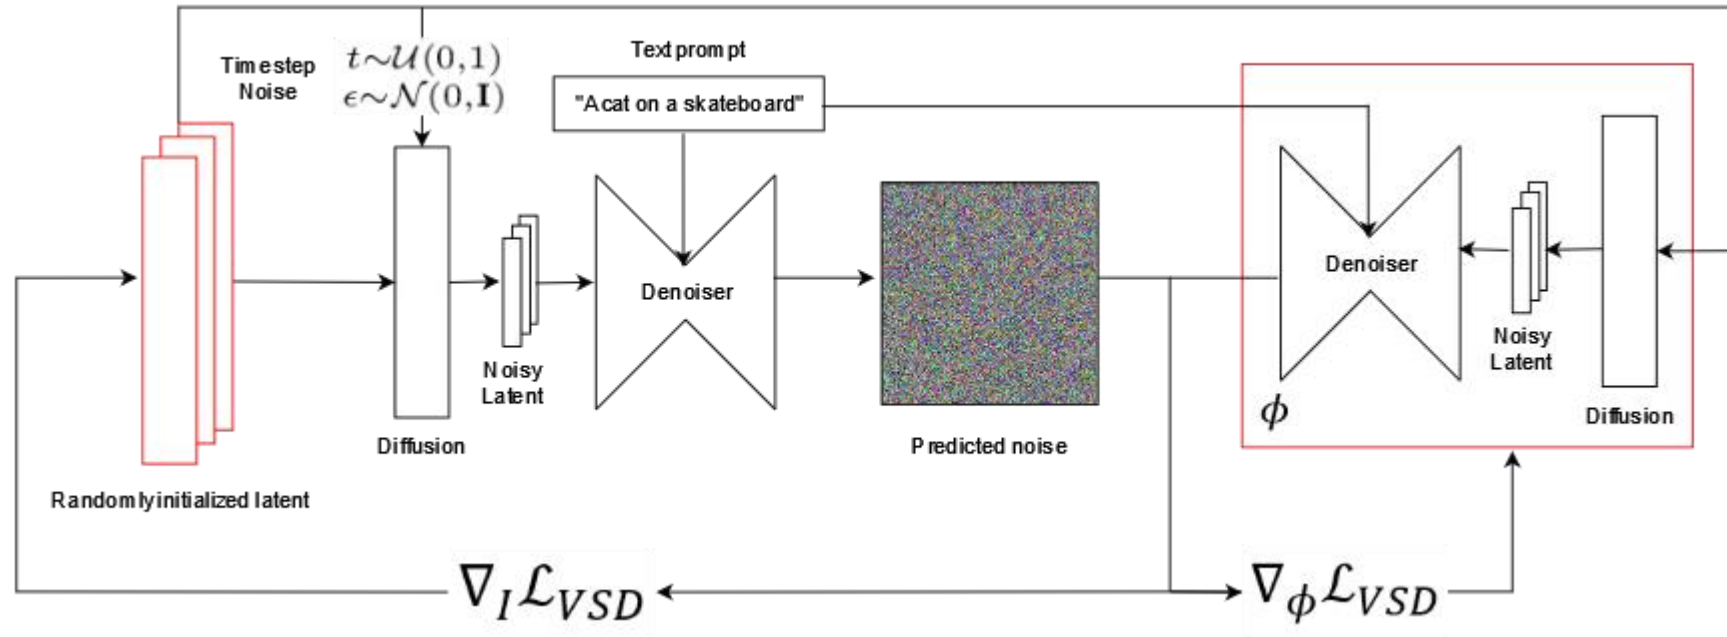 Timestep
Noise
t∼𝒰(0,1)
ϵ∼𝒩(0,𝐈)
Text prompt
"A cat on a skateboard"
Denoiser
Denoiser
Noisy
Latent
Noisy
Latent
ϕ
Diffusion
Diffusion
Predicted noise
Randomly initialized latent
∇_I ℒ_VSD
∇_ϕ ℒ_VSD